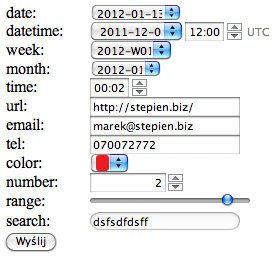 date: 2012-01-13
datetime: 2011-12-0 12:00 UTC
week: 2012-W01
month: 2012-01
time: 00:02
url: http://stepien.biz/
email: marek@stepien.biz
tel: 070072772
color:
number: 2
range:
search: dsfsdfdsff
Wyślij